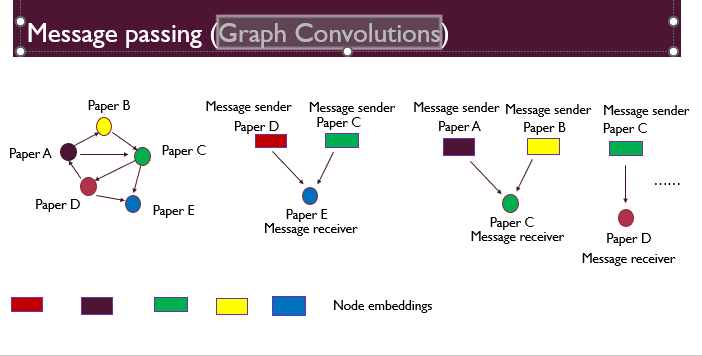 Message passing (Graph Convolutions)
Paper B
Paper A
Paper C
Paper D
Paper E
Message sender
Paper D
Message sender
Paper C
Paper E
Message receiver
Message sender
Paper A
Message sender
Paper B
Paper C
Message receiver
Message sender
Paper C
......
Paper D
Message receiver
Node embeddings